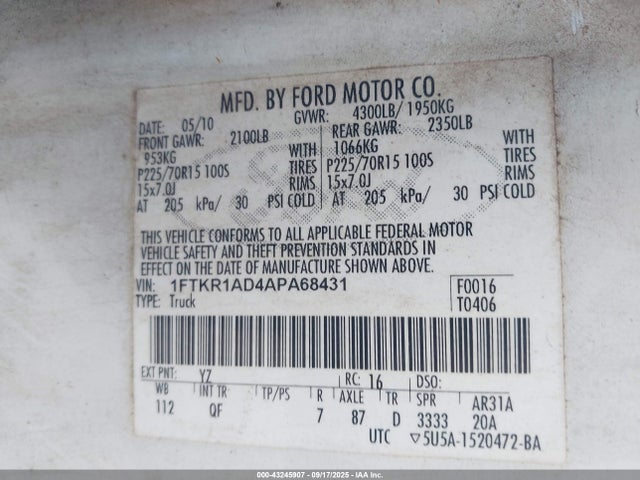 MFD. BY FORD MOTOR CO.
DATE: 05/10 GVWR: 4300LB/ 1950KG
FRONT GAWR: 2100LB REAR GAWR: 2350LB
953KG WITH 1066KG WITH
P225/70R15 100S TIRES P225/70R15 100S TIRES
15x7.0J RIMS 15x7.0J RIMS
AT 205 kPa/ 30 PSI COLD AT 205 kPa/ 30 PSI COLD
THIS VEHICLE CONFORMS TO ALL APPLICABLE FEDERAL MOTOR
VEHICLE SAFETY AND THEFT PREVENTION STANDARDS IN
EFFECT ON THE DATE OF MANUFACTURE SHOWN ABOVE.
VIN: 1FTKR1AD4APA68431 F0016
TYPE: Truck T0406
EXT PNT: YZ RC: 16 DSO:
WB INT TR TP/PS R AXLE TR SPR AR31A
112 QF 7 87 D 3333 20A
UTC ▽5U5A-1520472-BA
000-43245907 - 09/17/2025 - IAA Inc.